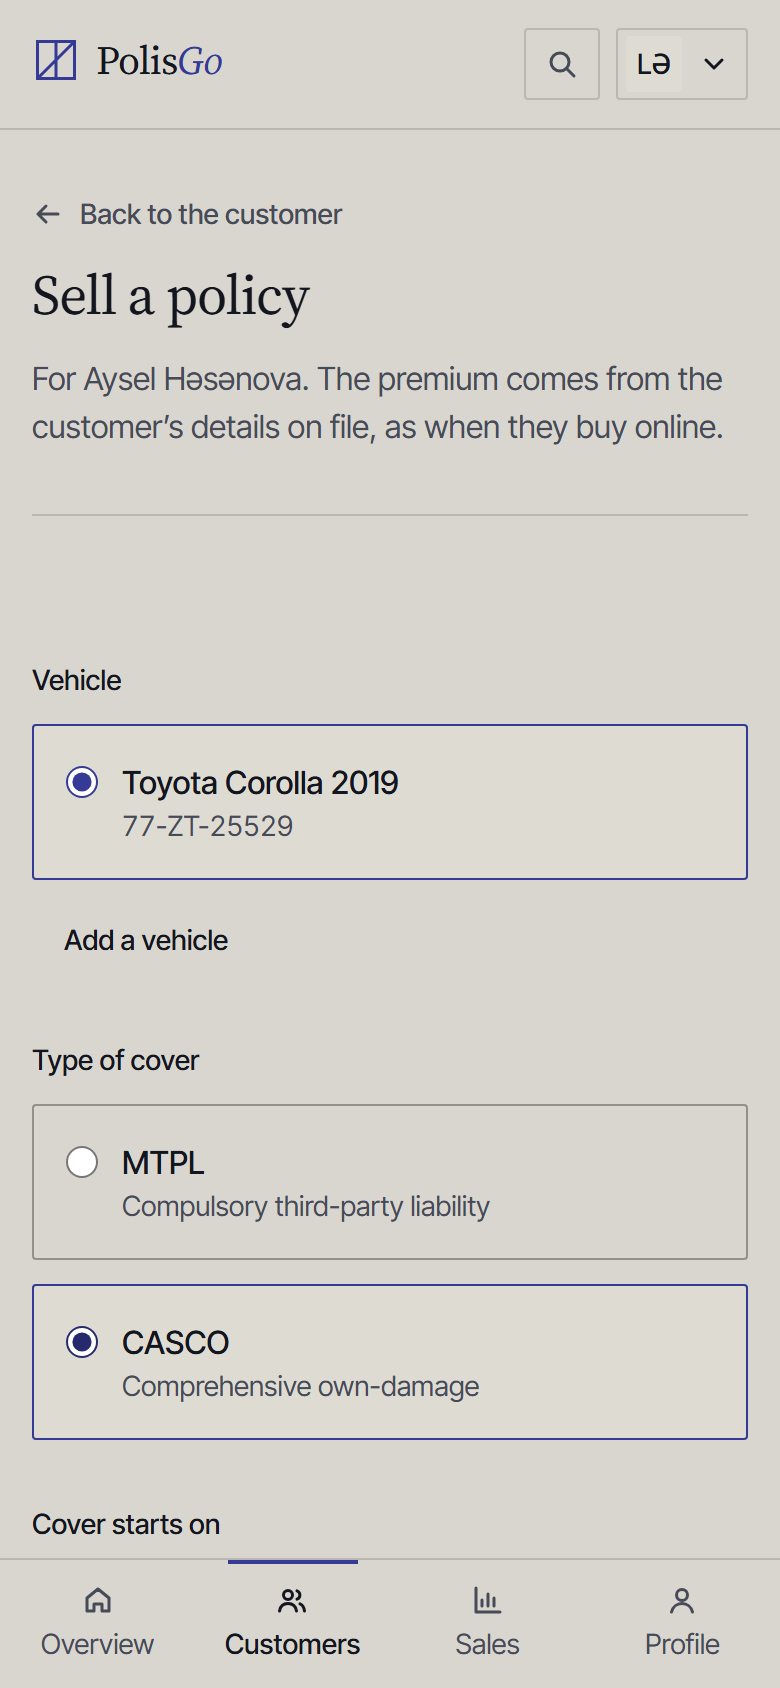 PolisGo
Lə
Back to the customer
Sell a policy
For Aysel Həsənova. The premium comes from the
customer’s details on file, as when they buy online.
Vehicle
Toyota Corolla 2019
77-ZT-25529
Add a vehicle
Type of cover
MTPL
Compulsory third-party liability
CASCO
Comprehensive own-damage
Cover starts on
Overview
Customers
Sales
Profile